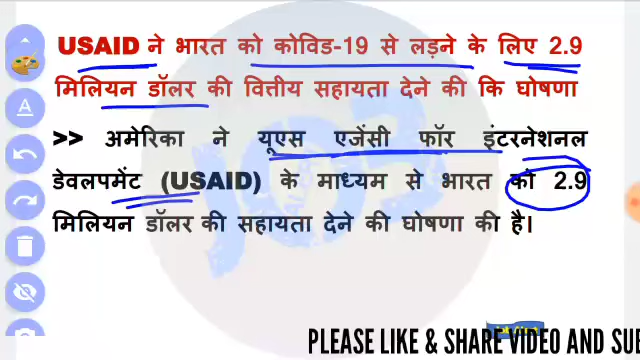 USAID ने भारत को कोविड-19 से लड़ने के लिए 2.9
मिलियन डॉलर की वित्तीय सहायता देने की कि घोषणा
>> अमेरिका ने यूएस एजेंसी फॉर इंटरनेशनल
डेवलपमेंट (USAID) के माध्यम से भारत को 2.9
मिलियन डॉलर की सहायता देने की घोषणा की है।
JOB
PLEASE LIKE & SHARE VIDEO AND SUB